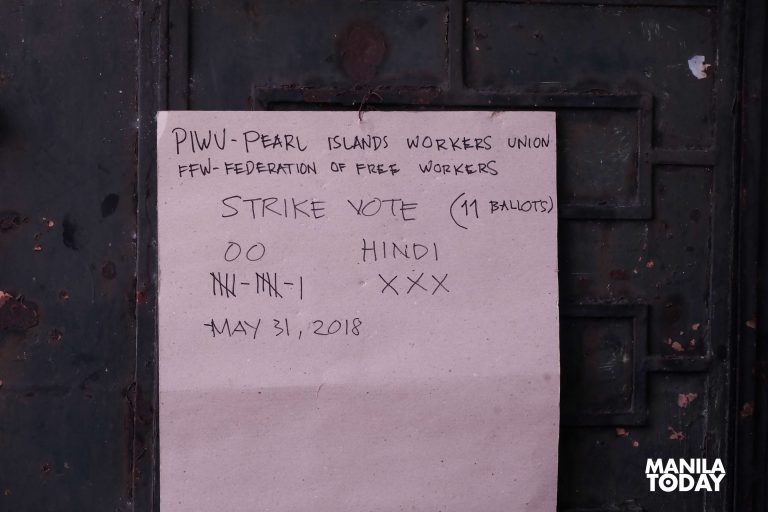 PIWU-PEARL ISLANDS WORKERS UNION
FFW-FEDERATION OF FREE WORKERS
STRIKE VOTE (11 BALLOTS)
OO HINDI
XXX
MAY 31, 2018
MANILA
TODAY